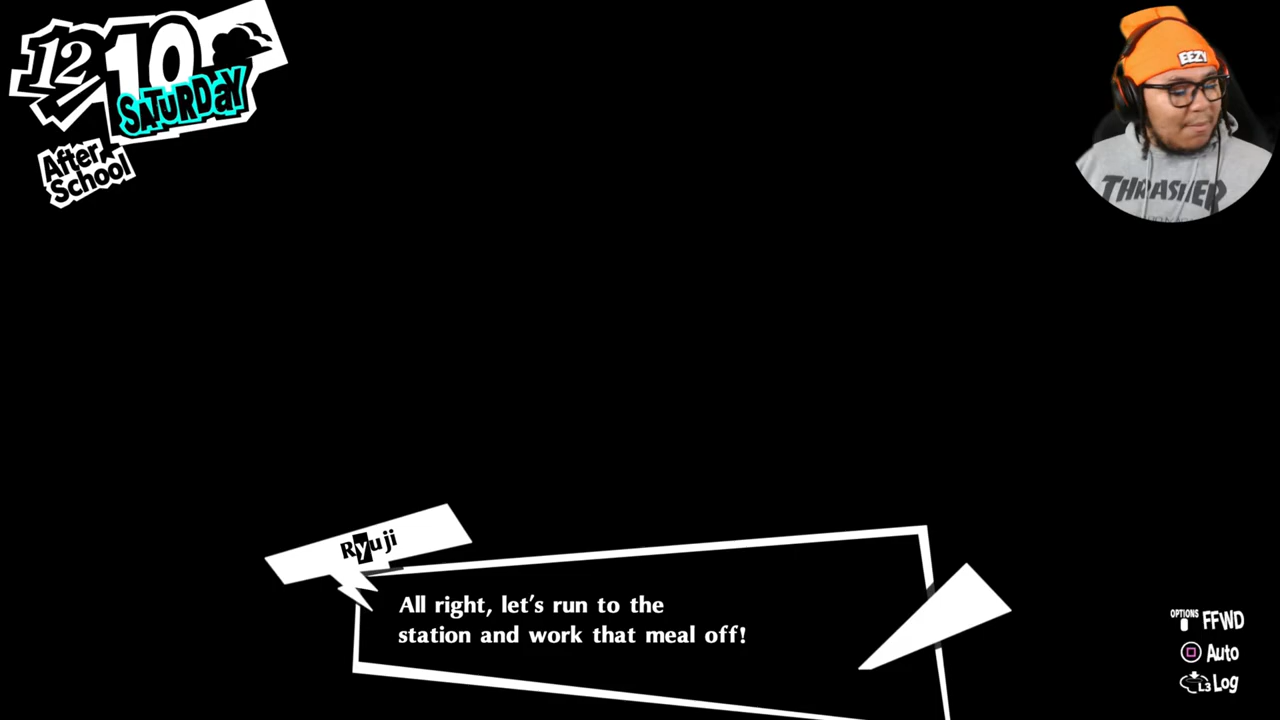 12 10
SATURDaY
After
School
EEZY
THRASHER
Ryuji
All right, let's run to the
station and work that meal off!
OPTIONS FFWD
Auto
L3 Log